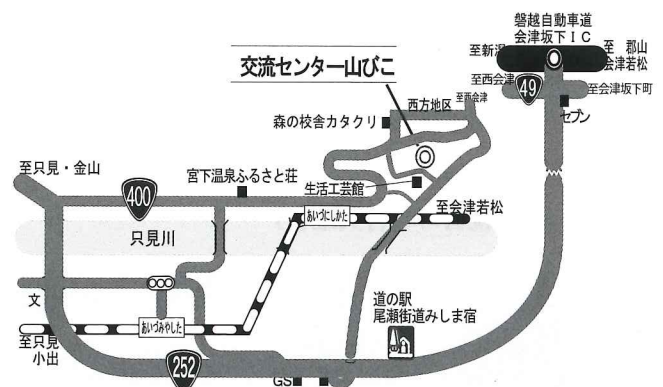 磐越自動車道
会津坂下IC
至新潟
至 郡山
会津若松
交流センター山びこ
至西会津
49
至会津坂下町
セブン
西方地区
至西会津
森の校舎カタクリ
至只見・金山
宮下温泉ふるさと荘
生活工芸館
400
あいづにしかた
至会津若松
只見川
文
あいづみやした
道の駅
尾瀬街道みしま宿
至只見
小出
252
GS